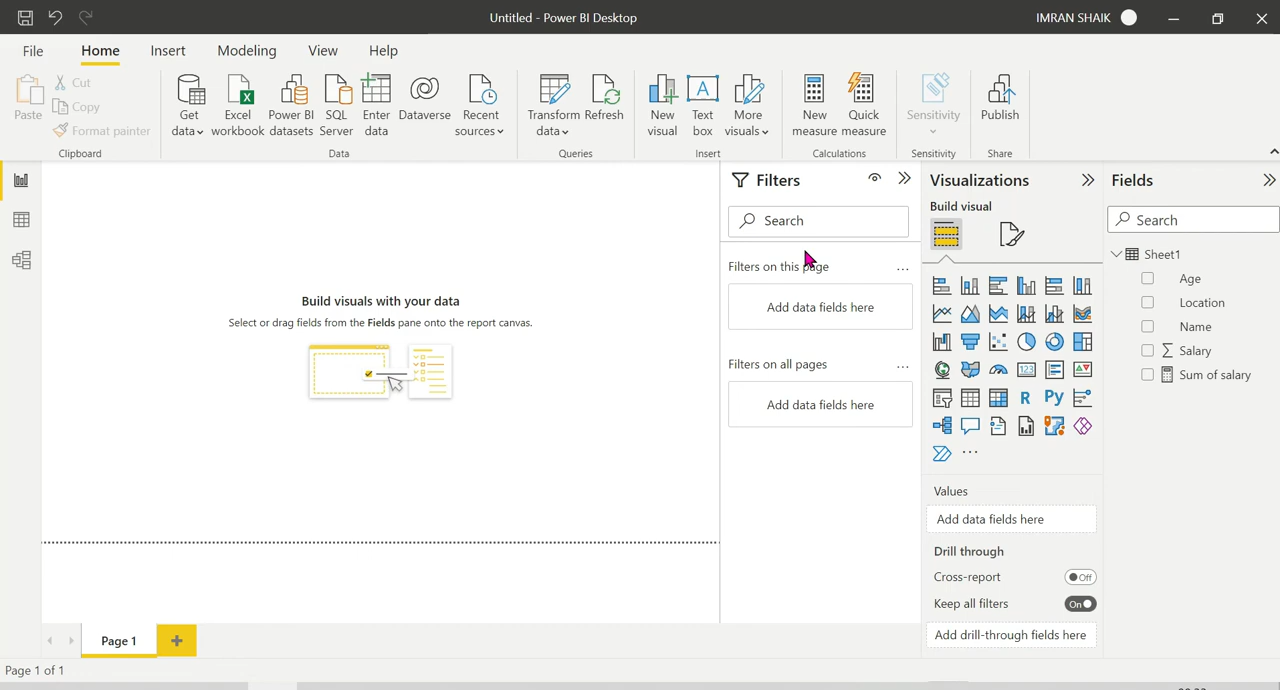 Untitled - Power BI Desktop
IMRAN SHAIK
File
Home
Insert
Modeling
View
Help
Paste
Cut
Copy
Format painter
Clipboard
Get data
Excel workbook
Power BI datasets
SQL Server
Enter data
Dataverse
Recent sources
Data
Transform data
Refresh
Queries
New visual
Text box
More visuals
Insert
New measure
Quick measure
Calculations
Sensitivity
Sensitivity
Publish
Share
Build visuals with your data
Select or drag fields from the Fields pane onto the report canvas.
Filters
Search
Filters on this page
Add data fields here
Filters on all pages
Add data fields here
Visualizations
Build visual
123
R
Py
Values
Add data fields here
Drill through
Cross-report
Off
Keep all filters
On
Add drill-through fields here
Fields
Search
Sheet1
Age
Location
Name
Σ Salary
Sum of salary
Page 1
Page 1 of 1